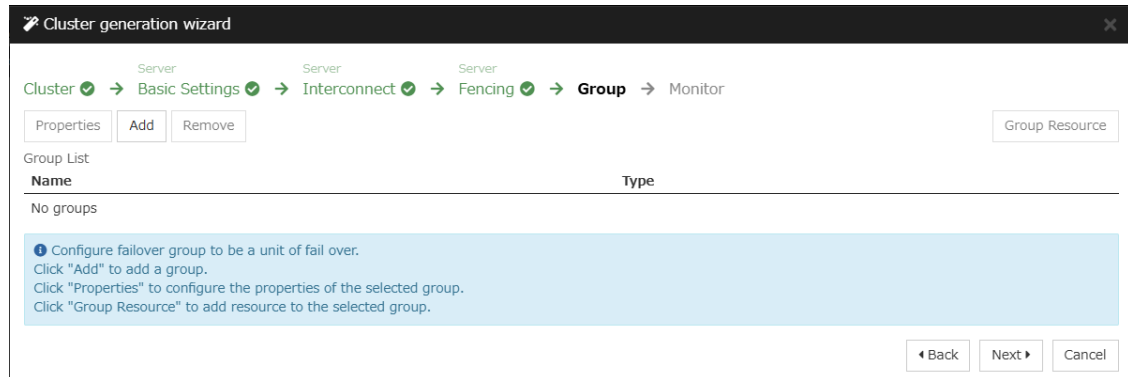 Cluster generation wizard
Server Server Server
Cluster → Basic Settings → Interconnect → Fencing → Group → Monitor
Properties Add Remove Group Resource
Group List
Name Type
No groups
Configure failover group to be a unit of fail over.
Click "Add" to add a group.
Click "Properties" to configure the properties of the selected group.
Click "Group Resource" to add resource to the selected group.
Back Next Cancel